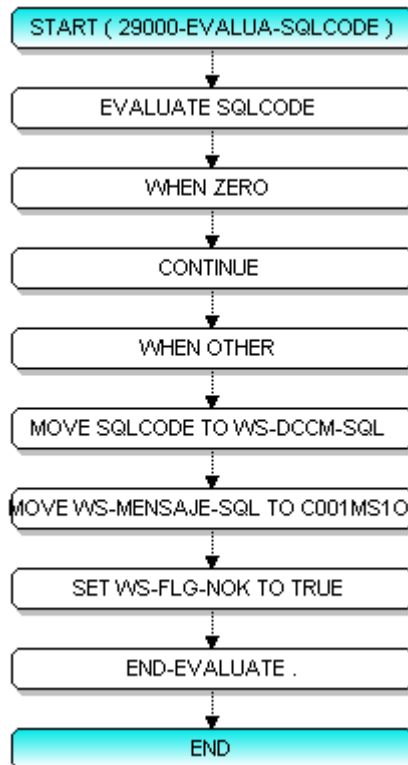 START ( 29000-EVALUA-SQLCODE )
EVALUATE SQLCODE
WHEN ZERO
CONTINUE
WHEN OTHER
MOVE SQLCODE TO WS-DCCM-SQL
MOVE WS-MENSAJE-SQL TO C001MS1O
SET WS-FLG-NOK TO TRUE
END-EVALUATE .
END